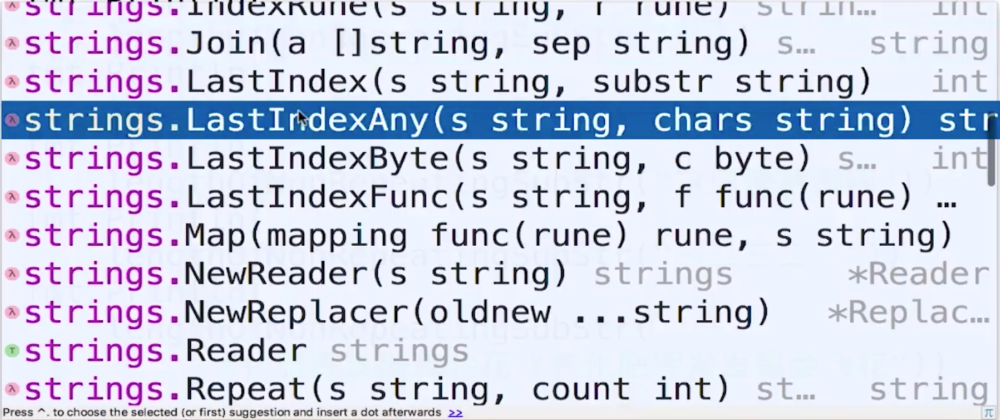 strings.IndexRune(s string, r rune) strin… int
strings.Join(a []string, sep string) s… string
strings.LastIndex(s string, substr string) int
strings.LastIndexAny(s string, chars string) str
strings.LastIndexByte(s string, c byte) s… int
strings.LastIndexFunc(s string, f func(rune) …
strings.Map(mapping func(rune) rune, s string)
strings.NewReader(s string) strings *Reader
strings.NewReplacer(oldnew ...string) *Replac…
strings.Reader strings
strings.Repeat(s string, count int) st… string
Press ^. to choose the selected (or first) suggestion and insert a dot afterwards >> π